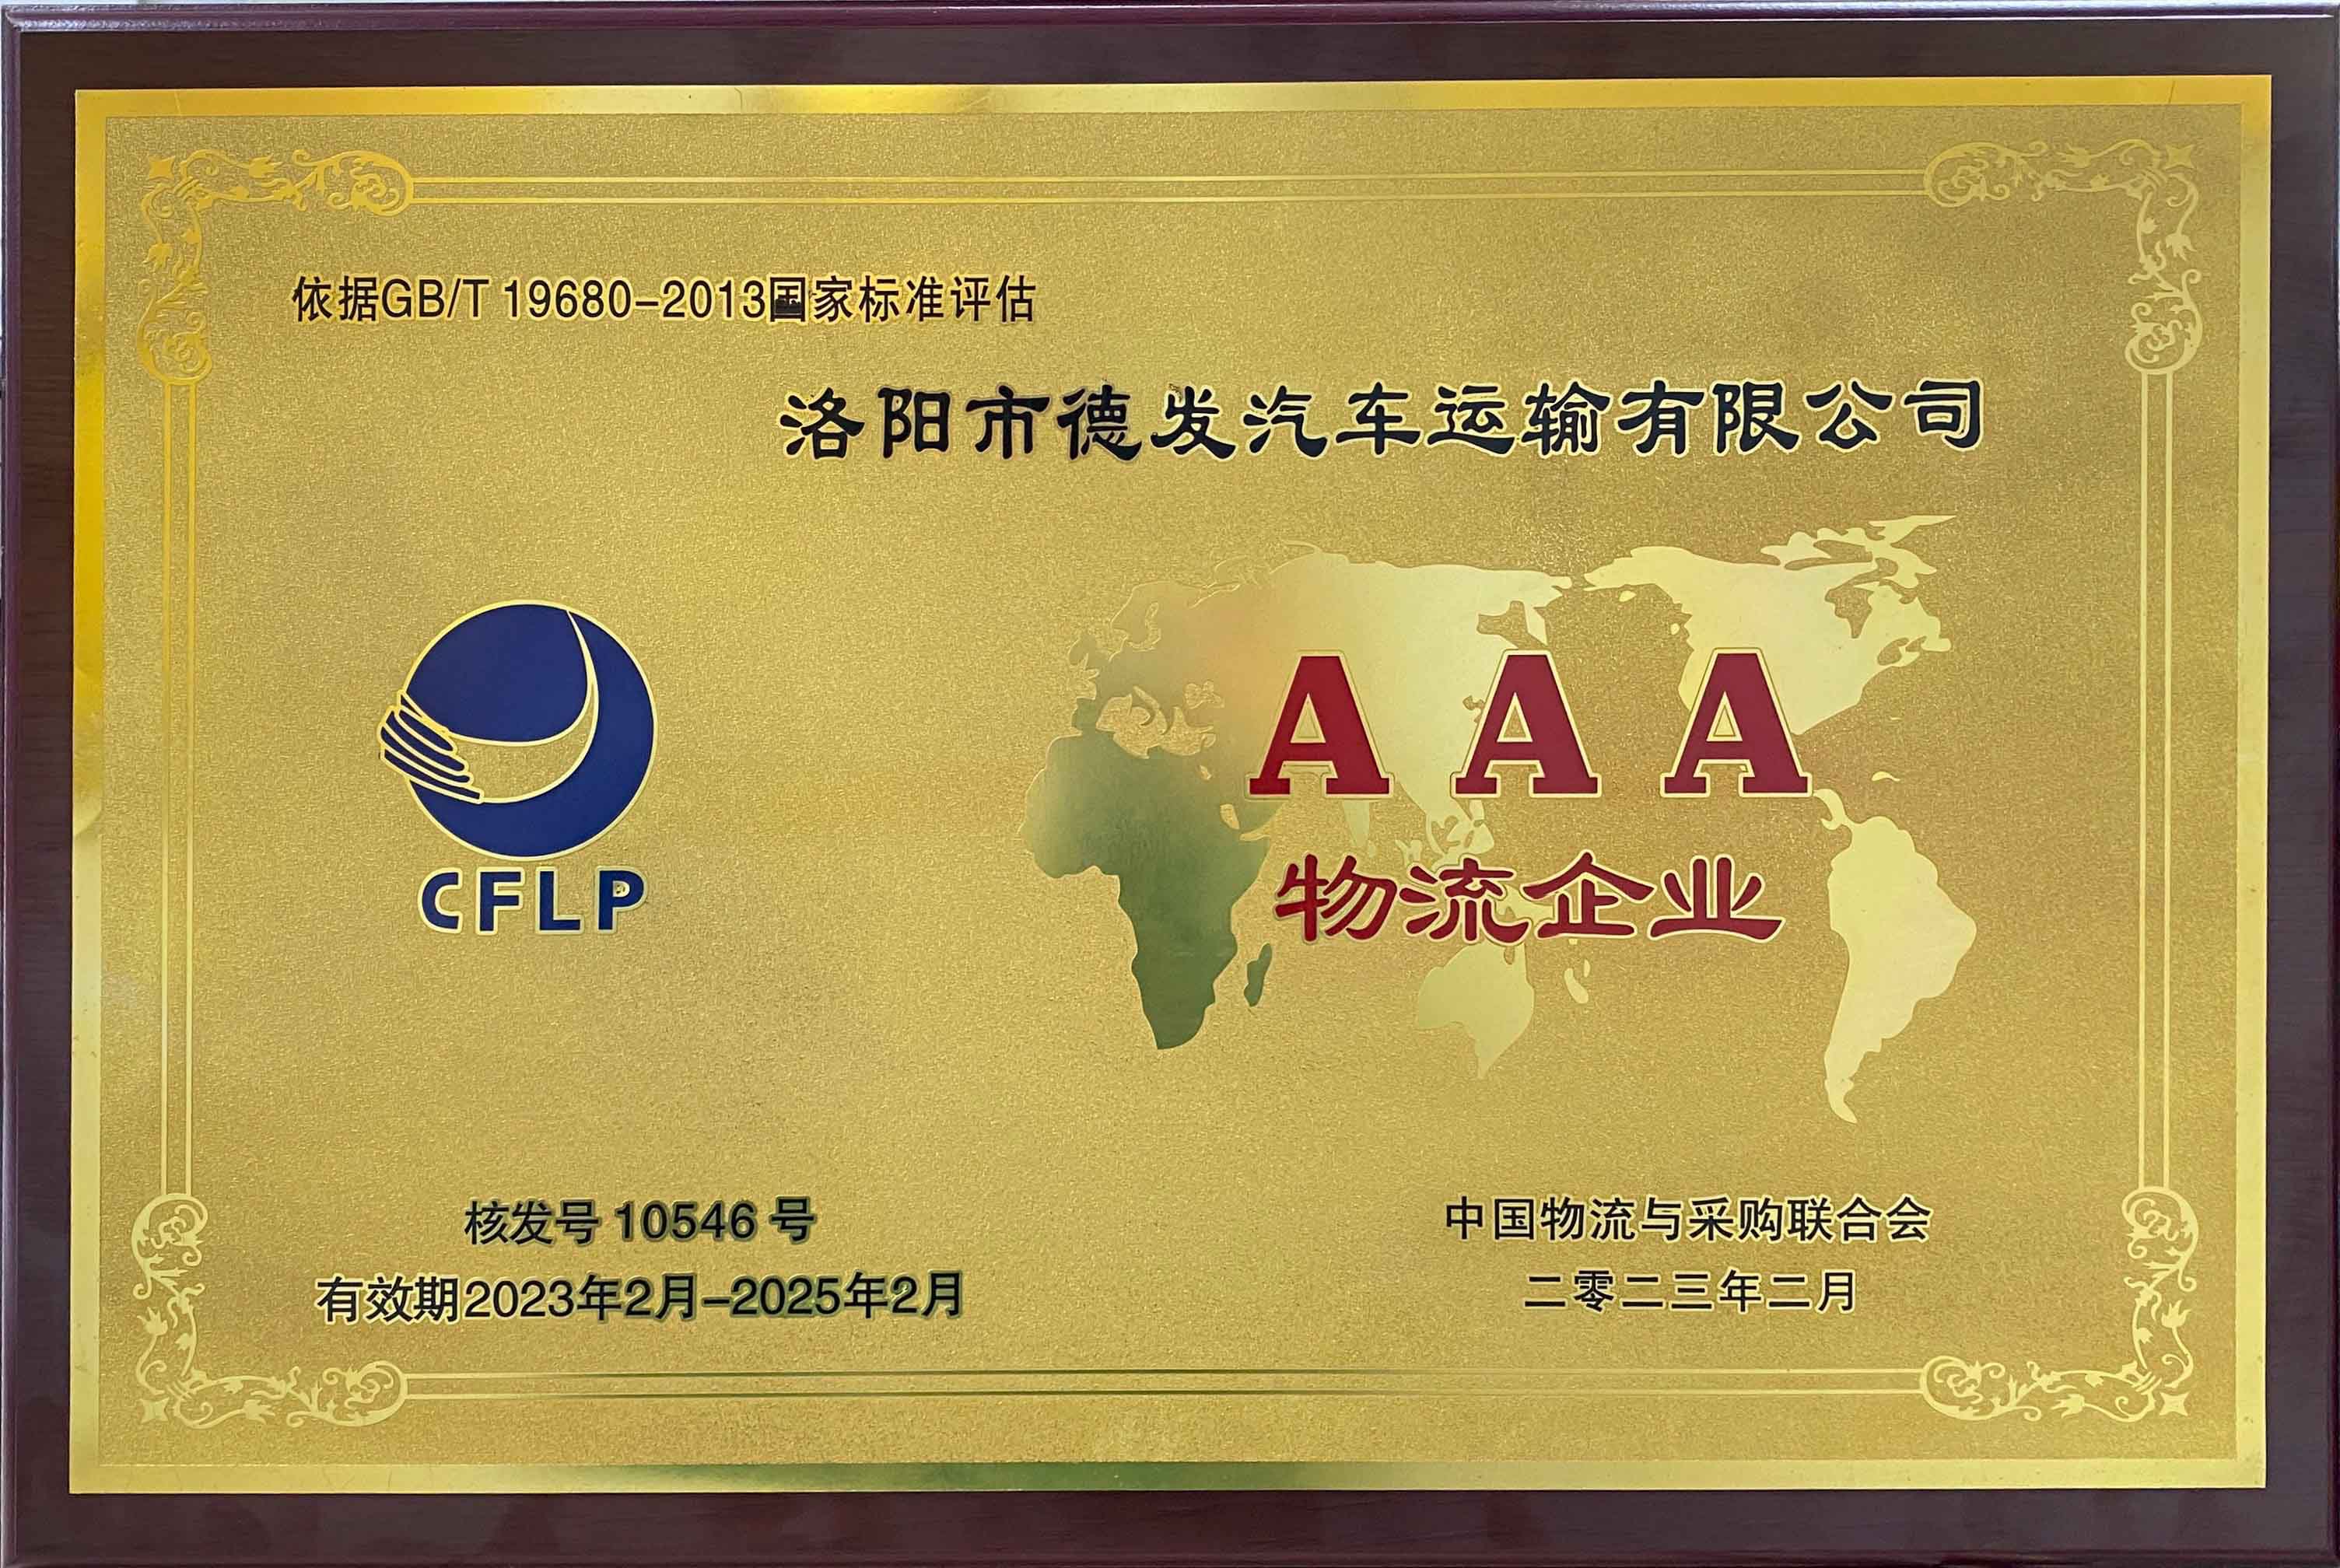 依据GB/T 19680-2013国家标准评估
洛阳市德发汽车运输有限公司
CFLP
AAA
物流企业
核发号 10546 号
有效期2023年2月-2025年2月
中国物流与采购联合会
二零二三年二月